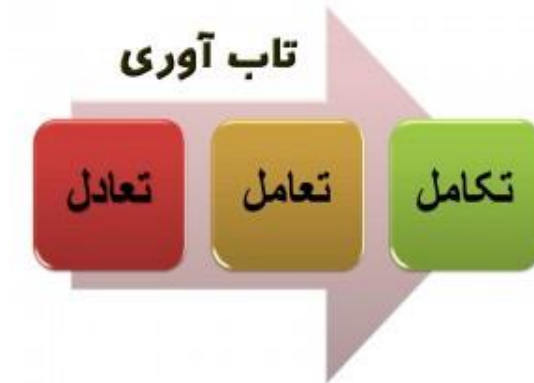 تاب آوری
تعادل
تعامل
تکامل